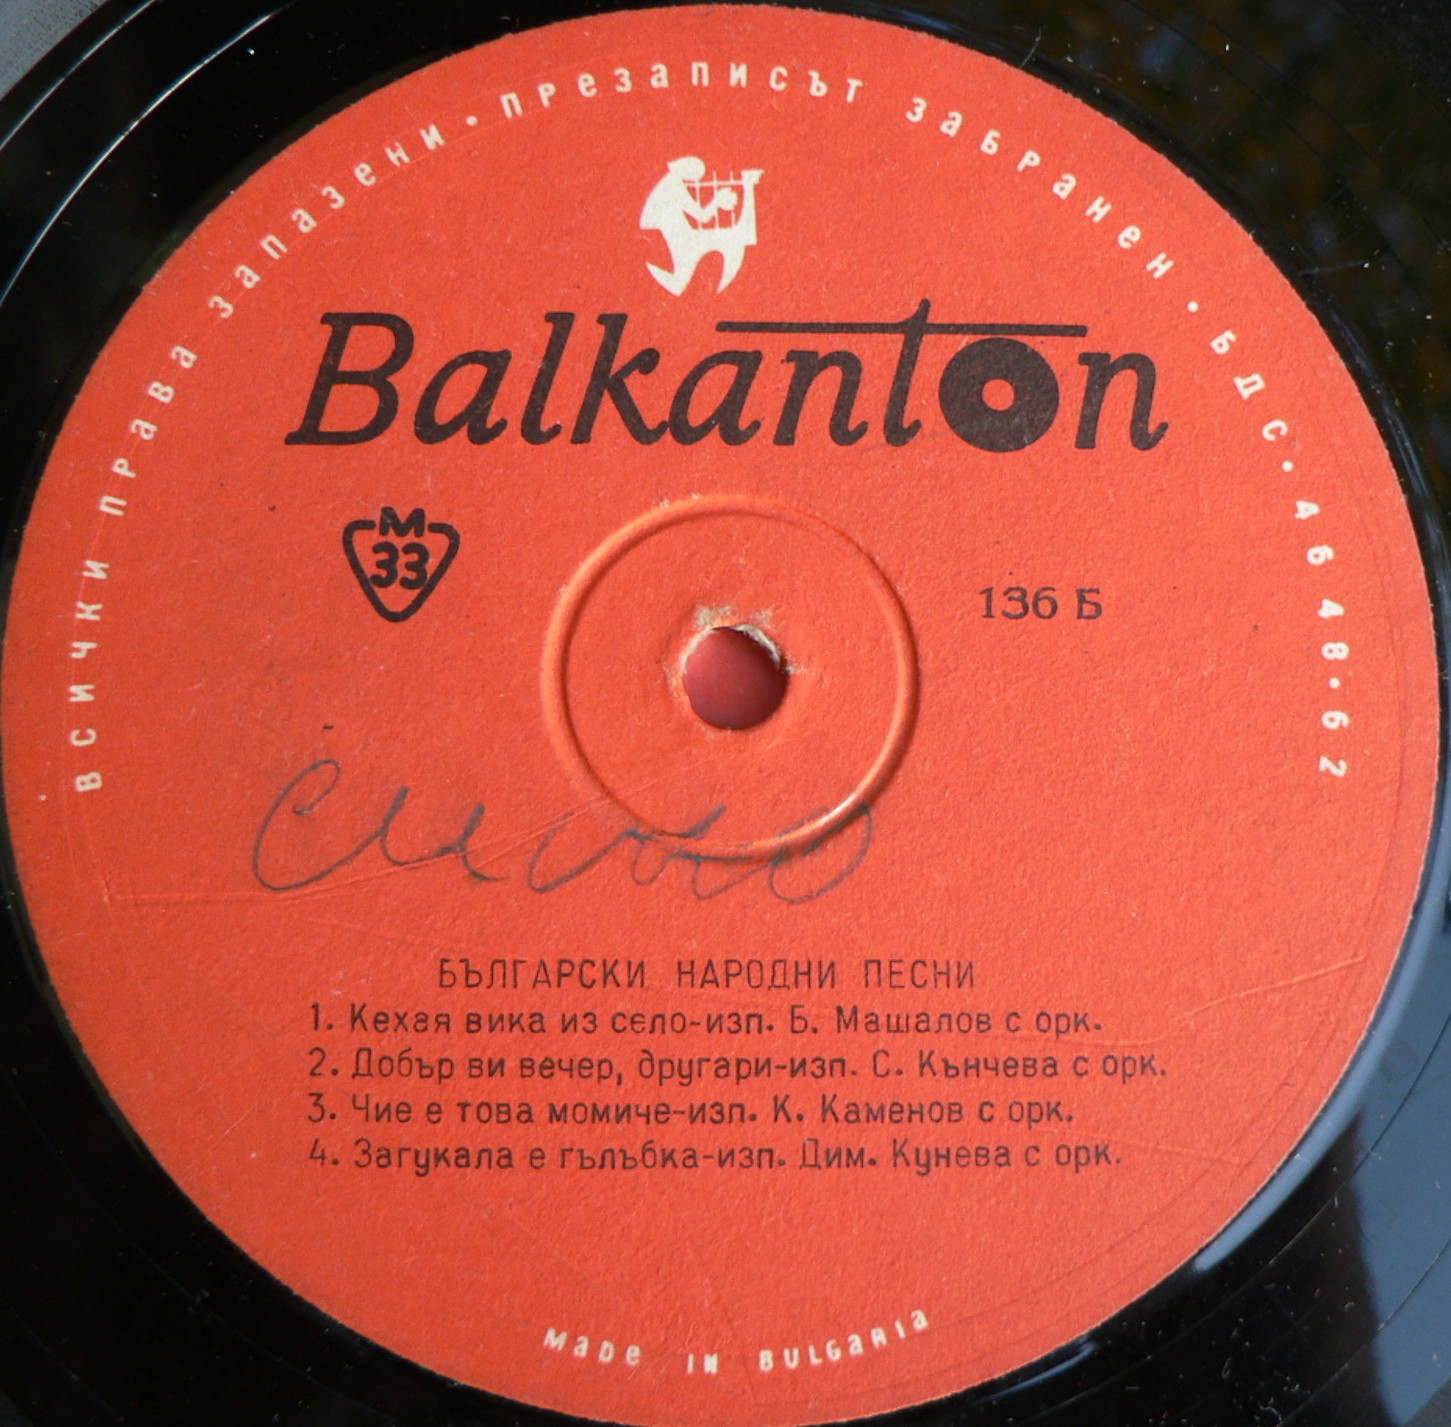 ВСИЧКИ ПРАВА ЗАПАЗЕНИ • ПРЕЗАПИСЪТ ЗАБРАНЕН • БДС • 4648 • 62
Balkanton
М
33
136 Б
БЪЛГАРСКИ НАРОДНИ ПЕСНИ
1. Кехая вика из село-изп. Б. Машалов с орк.
2. Добър ви вечер, другари-изп. С. Кънчева с орк.
3. Чие е това момиче-изп. К. Каменов с орк.
4. Загукала е гълъбка-изп. Дим. Кунева с орк.
MADE IN BULGARIA